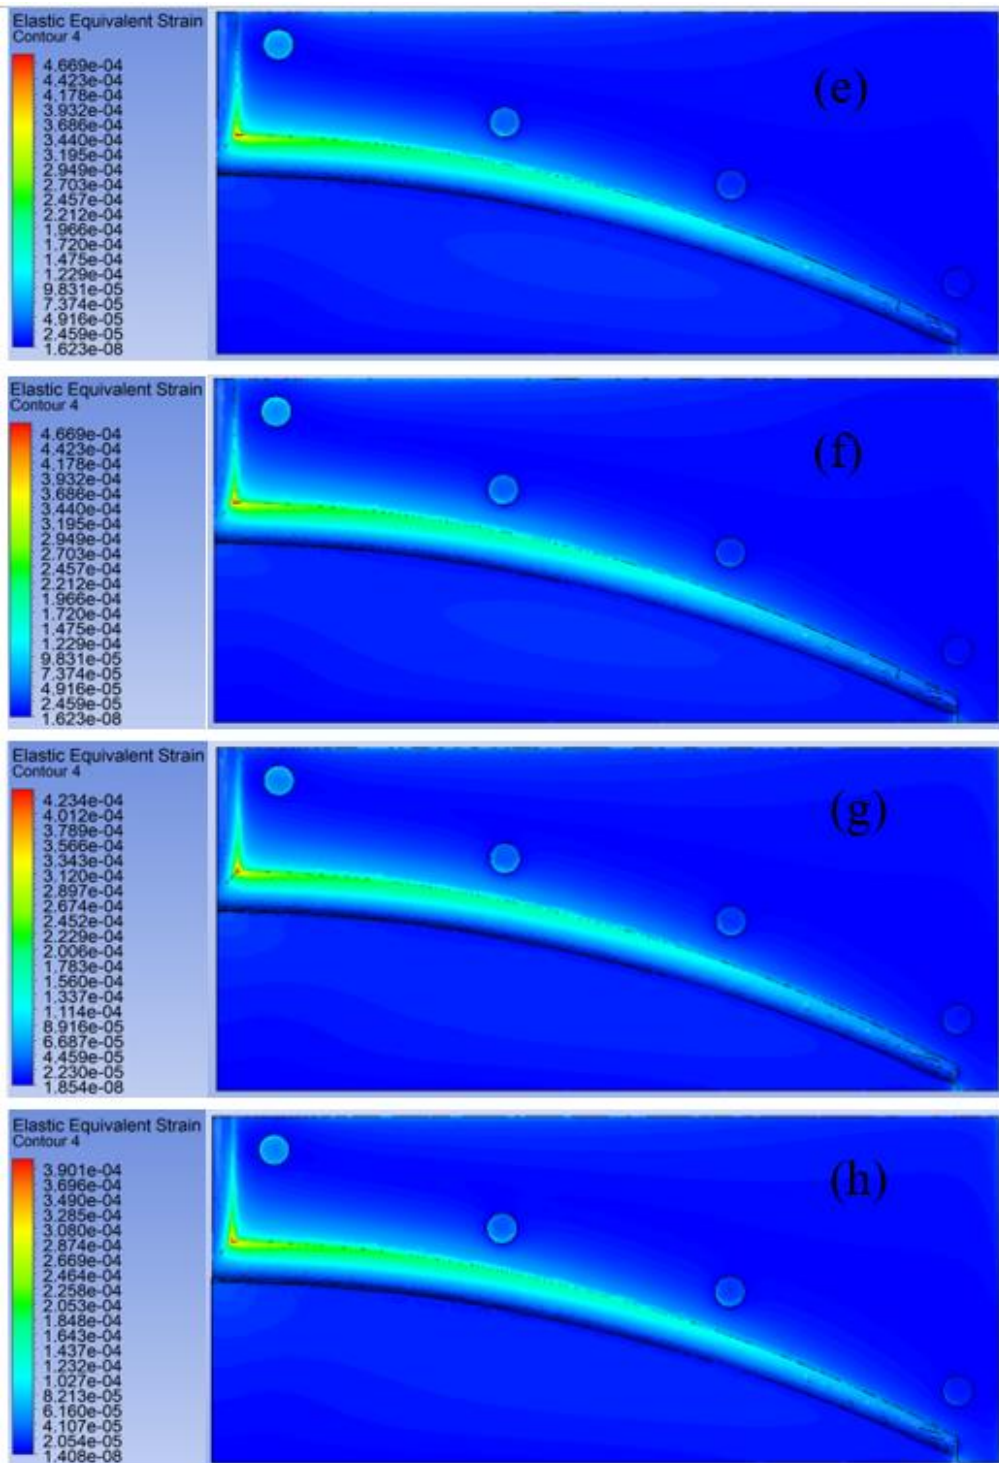 Elastic Equivalent Strain
Contour 4
4.669e-04
4.423e-04
4.178e-04
3.932e-04
3.686e-04
3.440e-04
3.195e-04
2.949e-04
2.703e-04
2.457e-04
2.212e-04
1.966e-04
1.720e-04
1.475e-04
1.229e-04
9.831e-05
7.374e-05
4.916e-05
2.459e-05
1.623e-08
(e)
Elastic Equivalent Strain
Contour 4
4.669e-04
4.423e-04
4.178e-04
3.932e-04
3.686e-04
3.440e-04
3.195e-04
2.949e-04
2.703e-04
2.457e-04
2.212e-04
1.966e-04
1.720e-04
1.475e-04
1.229e-04
9.831e-05
7.374e-05
4.916e-05
2.459e-05
1.623e-08
(f)
Elastic Equivalent Strain
Contour 4
4.234e-04
4.012e-04
3.789e-04
3.566e-04
3.343e-04
3.120e-04
2.897e-04
2.674e-04
2.452e-04
2.229e-04
2.006e-04
1.783e-04
1.560e-04
1.337e-04
1.114e-04
8.916e-05
6.687e-05
4.459e-05
2.230e-05
1.854e-08
(g)
Elastic Equivalent Strain
Contour 4
3.901e-04
3.696e-04
3.490e-04
3.285e-04
3.080e-04
2.874e-04
2.669e-04
2.464e-04
2.258e-04
2.053e-04
1.848e-04
1.643e-04
1.437e-04
1.232e-04
1.027e-04
8.213e-05
6.160e-05
4.107e-05
2.054e-05
1.408e-08
(h)